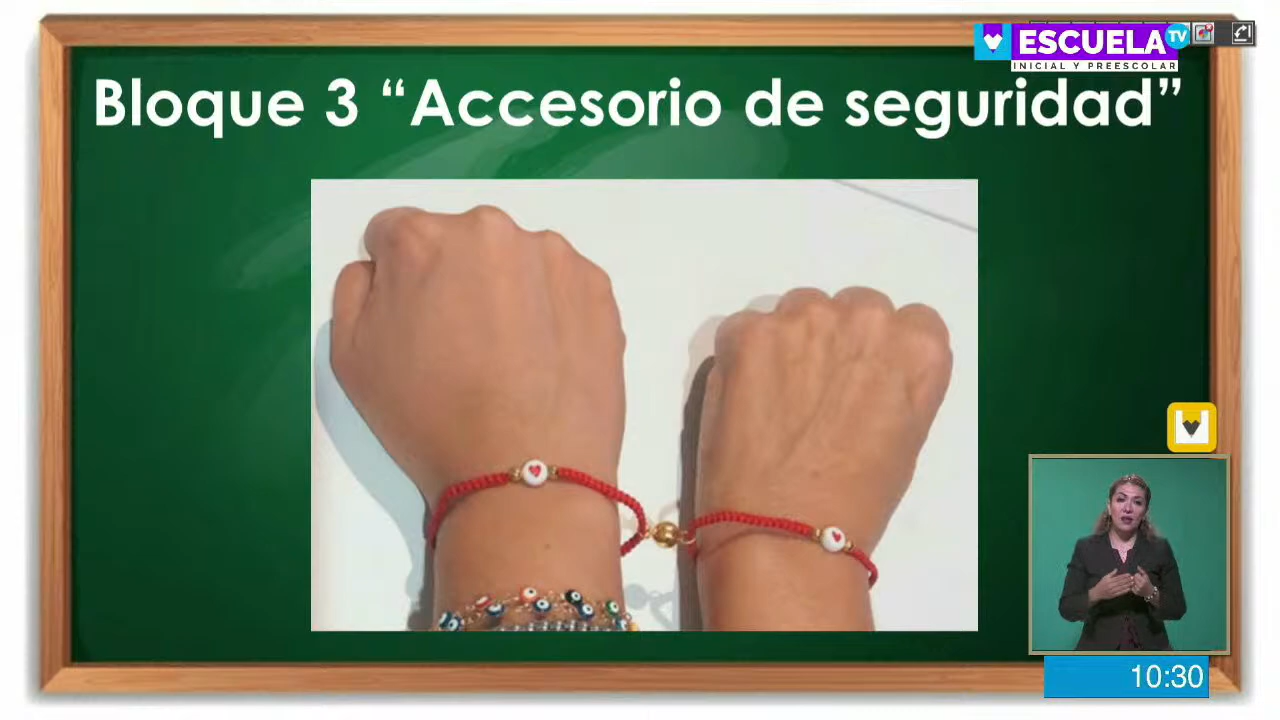 ESCUELA TV
INICIAL Y PREESCOLAR
Bloque 3 “Accesorio de seguridad”
10:30